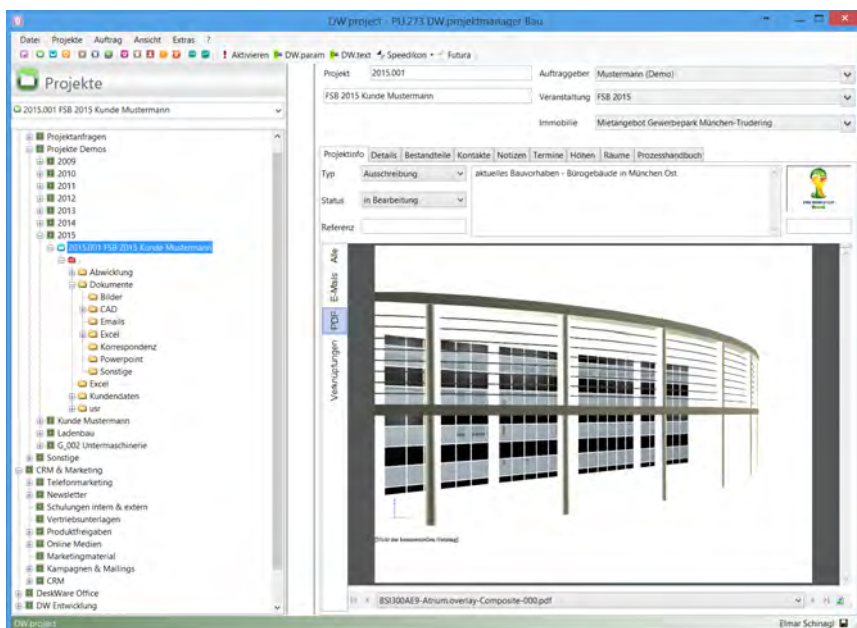 DW.project - PU.273 DW.projektmanager Bau
Datei Projekte Auftrag Ansicht Extras ?
! Aktivieren DW.param DW.text Speedikon Futura
Projekte
2015.001 FSB 2015 Kunde Mustermann
Projektanfragen
Projekte Demos
2009
2010
2011
2012
2013
2014
2015
2015.001 FSB 2015 Kunde Mustermann
.
Abwicklung
Dokumente
Bilder
CAD
Emails
Excel
Korrespondenz
Powerpoint
Sonstige
Excel
Kundendaten
usr
Kunde Mustermann
Ladenbau
G_002 Untermaschinerie
Sonstige
CRM & Marketing
Telefonmarketing
Newsletter
Schulungen intern & extern
Vertriebsunterlagen
Produktfreigaben
Online Medien
Marketingmaterial
Kampagnen & Mailings
CRM
DeskWare Office
DW Entwicklung
Projekt 2015.001
FSB 2015 Kunde Mustermann
Auftraggeber Mustermann (Demo)
Veranstaltung FSB 2015
Immobilie Mietangebot Gewerbepark München-Trudering
Projektinfo Details Bestandteile Kontakte Notizen Termine Höhen Räume Prozesshandbuch
Typ Ausschreibung
aktuelles Bauvorhaben - Bürogebäude in München Ost
Status in Bearbeitung
Referenz
Alle
E-Mails
PDF
Verknüpfungen
BSI300AE9-Atrium.overlay-Composite-000.pdf
DW.project
Elmar Schinagl